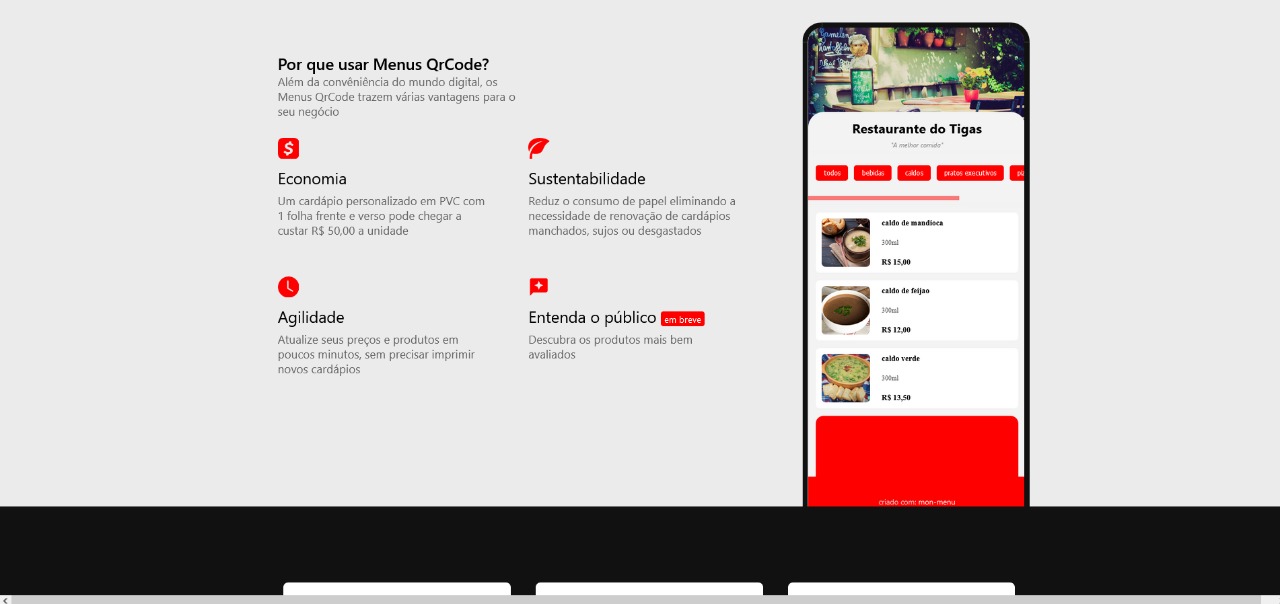 Por que usar Menus QrCode?
Além da convêniência do mundo digital, os
Menus QrCode trazem várias vantagens para o
seu negócio
Economia
Um cardápio personalizado em PVC com
1 folha frente e verso pode chegar a
custar R$ 50,00 a unidade
Sustentabilidade
Reduz o consumo de papel eliminando a
necessidade de renovação de cardápios
manchados, sujos ou desgastados
Agilidade
Atualize seus preços e produtos em
poucos minutos, sem precisar imprimir
novos cardápios
Entenda o público em breve
Descubra os produtos mais bem
avaliados
Restaurante do Tigas
"A melhor comida"
todos bebidas caldos pratos executivos
caldo de mandioca
300ml
R$ 15,00
caldo de feijao
300ml
R$ 12,00
caldo verde
300ml
R$ 13,50
criado com: mon-menu